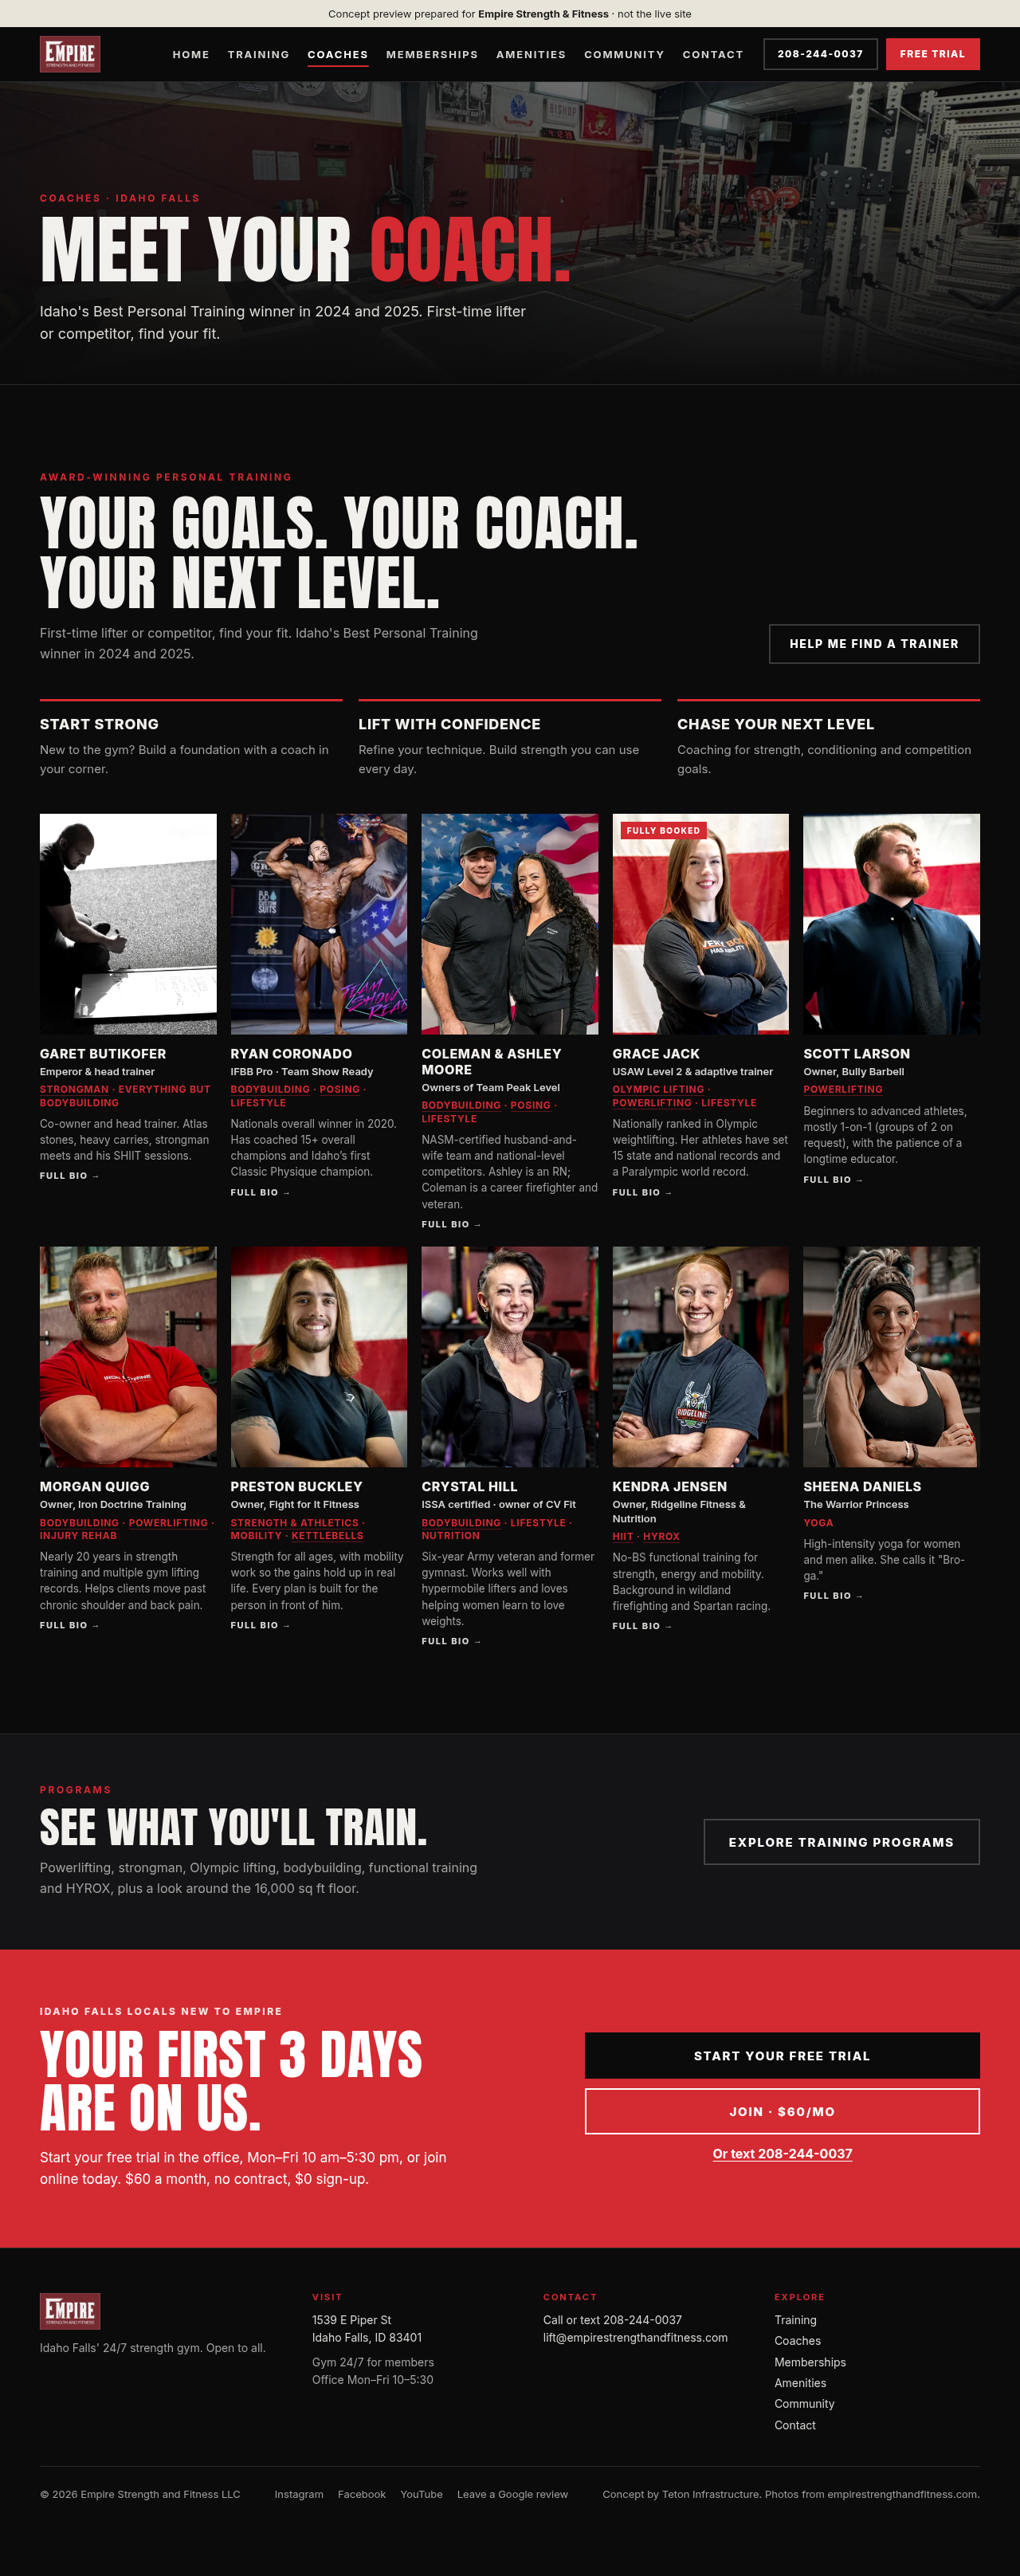 Concept preview prepared for Empire Strength & Fitness · not the live site
EMPIRE
STRENGTH AND FITNESS
HOME
TRAINING
COACHES
MEMBERSHIPS
AMENITIES
COMMUNITY
CONTACT
208-244-0037
FREE TRIAL
BISHOP
COACHES · IDAHO FALLS
MEET YOUR COACH.
Idaho's Best Personal Training winner in 2024 and 2025. First-time lifter
or competitor, find your fit.
AWARD-WINNING PERSONAL TRAINING
YOUR GOALS. YOUR COACH.
YOUR NEXT LEVEL.
First-time lifter or competitor, find your fit. Idaho's Best Personal Training
winner in 2024 and 2025.
HELP ME FIND A TRAINER
START STRONG
New to the gym? Build a foundation with a coach in
your corner.
LIFT WITH CONFIDENCE
Refine your technique. Build strength you can use
every day.
CHASE YOUR NEXT LEVEL
Coaching for strength, conditioning and competition
goals.
TEAM
SHOW
FULLY BOOKED
GARET BUTIKOFER
Emperor & head trainer
STRONGMAN · EVERYTHING BUT
BODYBUILDING
Co-owner and head trainer. Atlas
stones, heavy carries, strongman
meets and his SHIIT sessions.
FULL BIO →
RYAN CORONADO
IFBB Pro · Team Show Ready
BODYBUILDING · POSING ·
LIFESTYLE
Nationals overall winner in 2020.
Has coached 15+ overall
champions and Idaho's first
Classic Physique champion.
FULL BIO →
COLEMAN & ASHLEY
MOORE
Owners of Team Peak Level
BODYBUILDING · POSING ·
LIFESTYLE
NASM-certified husband-and-
wife team and national-level
competitors. Ashley is an RN;
Coleman is a career firefighter and
veteran.
FULL BIO →
GRACE JACK
USAW Level 2 & adaptive trainer
OLYMPIC LIFTING ·
POWERLIFTING · LIFESTYLE
Nationally ranked in Olympic
weightlifting. Her athletes have set
15 state and national records and
a Paralympic world record.
FULL BIO →
SCOTT LARSON
Owner, Bully Barbell
POWERLIFTING
Beginners to advanced athletes,
mostly 1-on-1 (groups of 2 on
request), with the patience of a
longtime educator.
FULL BIO →
RIDGELINE
MORGAN QUIGG
Owner, Iron Doctrine Training
BODYBUILDING · POWERLIFTING ·
INJURY REHAB
Nearly 20 years in strength
training and multiple gym lifting
records. Helps clients move past
chronic shoulder and back pain.
FULL BIO →
PRESTON BUCKLEY
Owner, Fight for It Fitness
STRENGTH & ATHLETICS ·
MOBILITY · KETTLEBELLS
Strength for all ages, with mobility
work so the gains hold up in real
life. Every plan is built for the
person in front of him.
FULL BIO →
CRYSTAL HILL
ISSA certified · owner of CV Fit
BODYBUILDING · LIFESTYLE ·
NUTRITION
Six-year Army veteran and former
gymnast. Works well with
hypermobile lifters and loves
helping women learn to love
weights.
FULL BIO →
KENDRA JENSEN
Owner, Ridgeline Fitness &
Nutrition
HIIT · HYROX
No-BS functional training for
strength, energy and mobility.
Background in wildland
firefighting and Spartan racing.
FULL BIO →
SHEENA DANIELS
The Warrior Princess
YOGA
High-intensity yoga for women
and men alike. She calls it "Bro-
ga."
FULL BIO →
PROGRAMS
SEE WHAT YOU'LL TRAIN.
Powerlifting, strongman, Olympic lifting, bodybuilding, functional training
and HYROX, plus a look around the 16,000 sq ft floor.
EXPLORE TRAINING PROGRAMS
IDAHO FALLS LOCALS NEW TO EMPIRE
YOUR FIRST 3 DAYS
ARE ON US.
Start your free trial in the office, Mon–Fri 10 am–5:30 pm, or join
online today. $60 a month, no contract, $0 sign-up.
START YOUR FREE TRIAL
JOIN · $60/MO
Or text 208-244-0037
EMPIRE
STRENGTH AND FITNESS
Idaho Falls' 24/7 strength gym. Open to all.
VISIT
1539 E Piper St
Idaho Falls, ID 83401
Gym 24/7 for members
Office Mon–Fri 10–5:30
CONTACT
Call or text 208-244-0037
lift@empirestrengthandfitness.com
EXPLORE
Training
Coaches
Memberships
Amenities
Community
Contact
© 2026 Empire Strength and Fitness LLC
Instagram
Facebook
YouTube
Leave a Google review
Concept by Teton Infrastructure. Photos from empirestrengthandfitness.com.